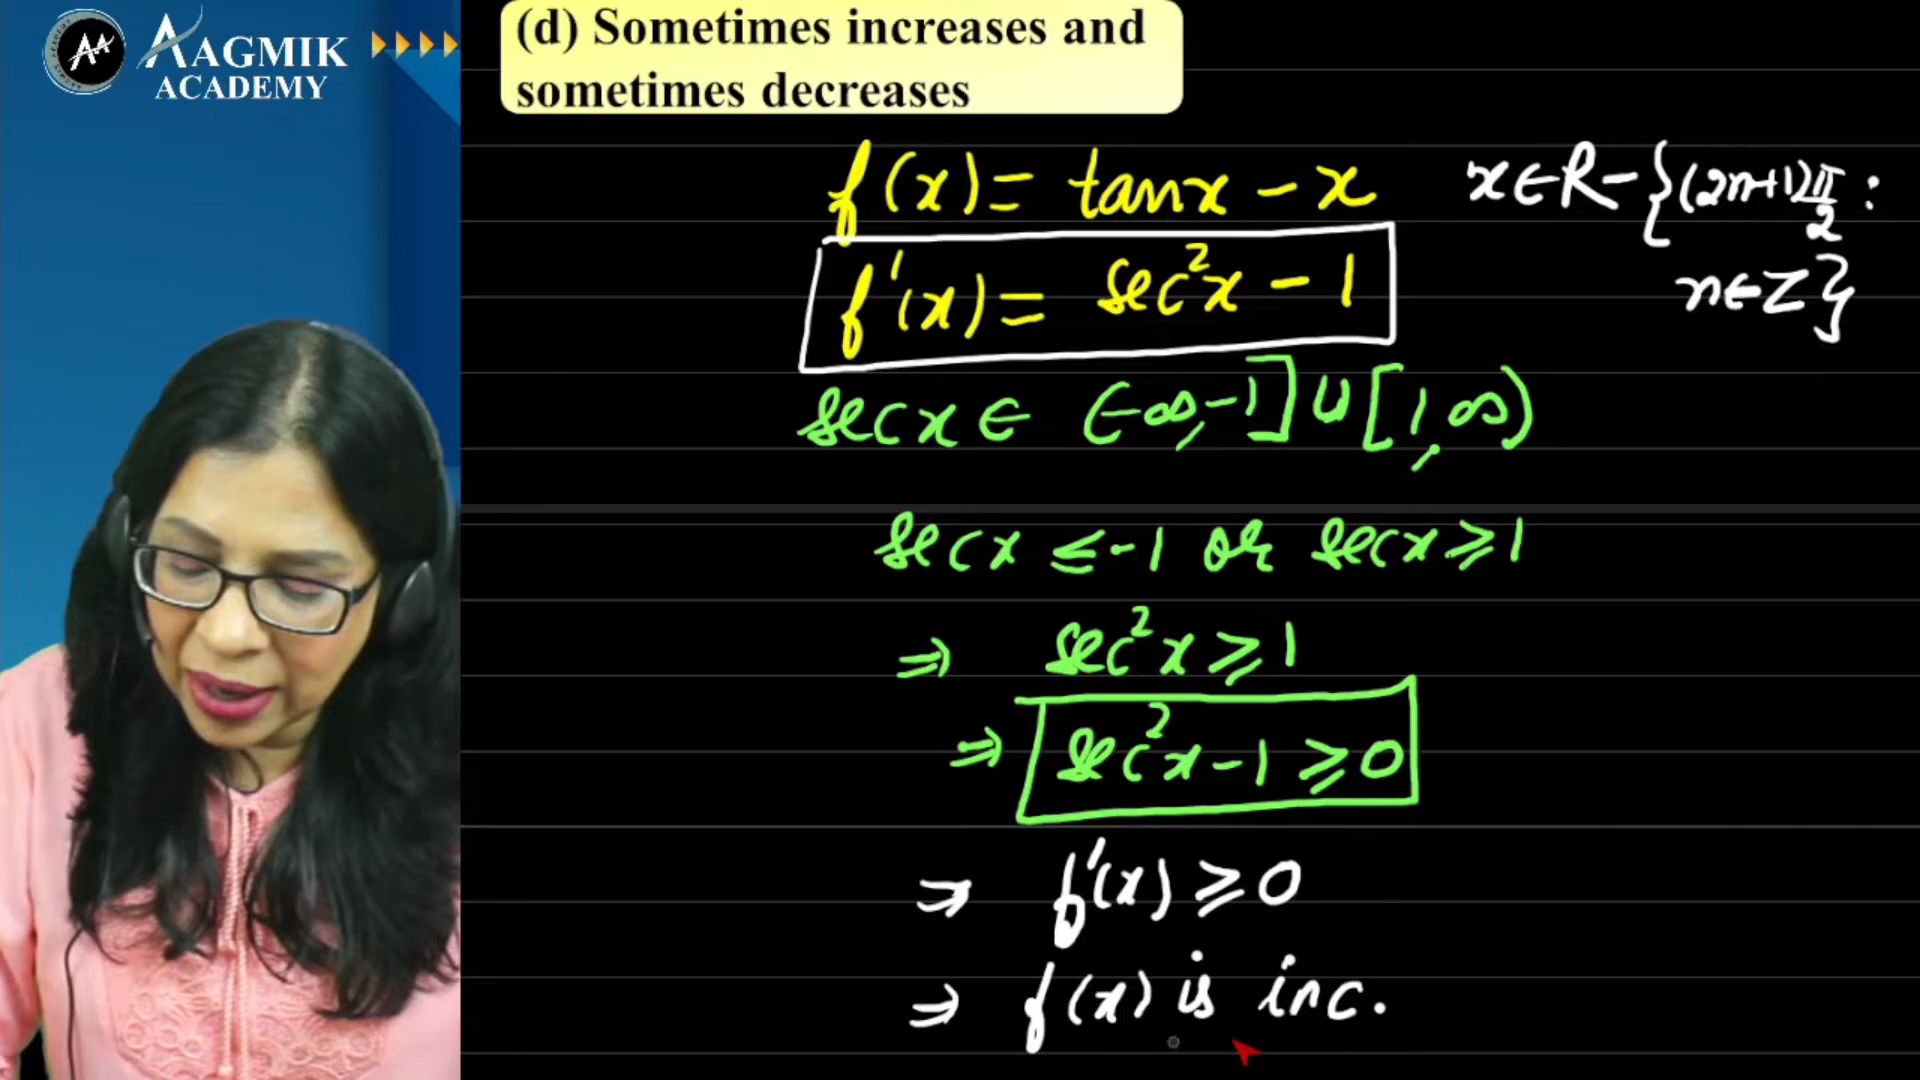 AAGMIK
ACADEMY
(d) Sometimes increases and
sometimes decreases
f(x) = tanx - x
x∈R-{(2n+1)π/2 :
n∈Z}
f'(x) = sec²x - 1
secx ∈ (-∞,-1] ∪ [1,∞)
secx ≤ -1 or secx ≥ 1
⇒ sec²x ≥ 1
⇒ sec²x - 1 ≥ 0
⇒ f'(x) ≥ 0
⇒ f(x) is inc.